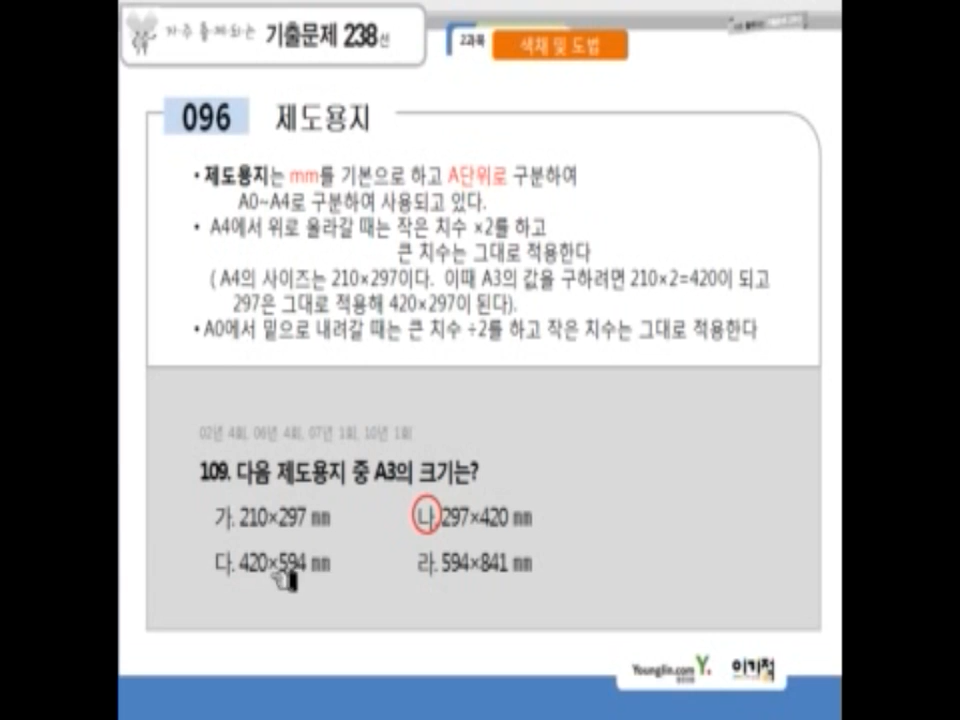 자주 출제되는 기출문제 238선
2과목 색채 및 도법
096 제도용지
• 제도용지는 mm를 기본으로 하고 A단위로 구분하여
A0~A4로 구분하여 사용되고 있다.
• A4에서 위로 올라갈 때는 작은 치수 ×2를 하고
큰 치수는 그대로 적용한다
( A4의 사이즈는 210×297이다. 이때 A3의 값을 구하려면 210×2=420이 되고
297은 그대로 적용해 420×297이 된다).
• A0에서 밑으로 내려갈 때는 큰 치수 ÷2를 하고 작은 치수는 그대로 적용한다
02년 4회, 06년 4회, 07년 1회, 10년 1회
109. 다음 제도용지 중 A3의 크기는?
가. 210×297 ㎜ 나. 297×420 ㎜
다. 420×594 ㎜ 라. 594×841 ㎜
Youngjin.com Y. 이기적